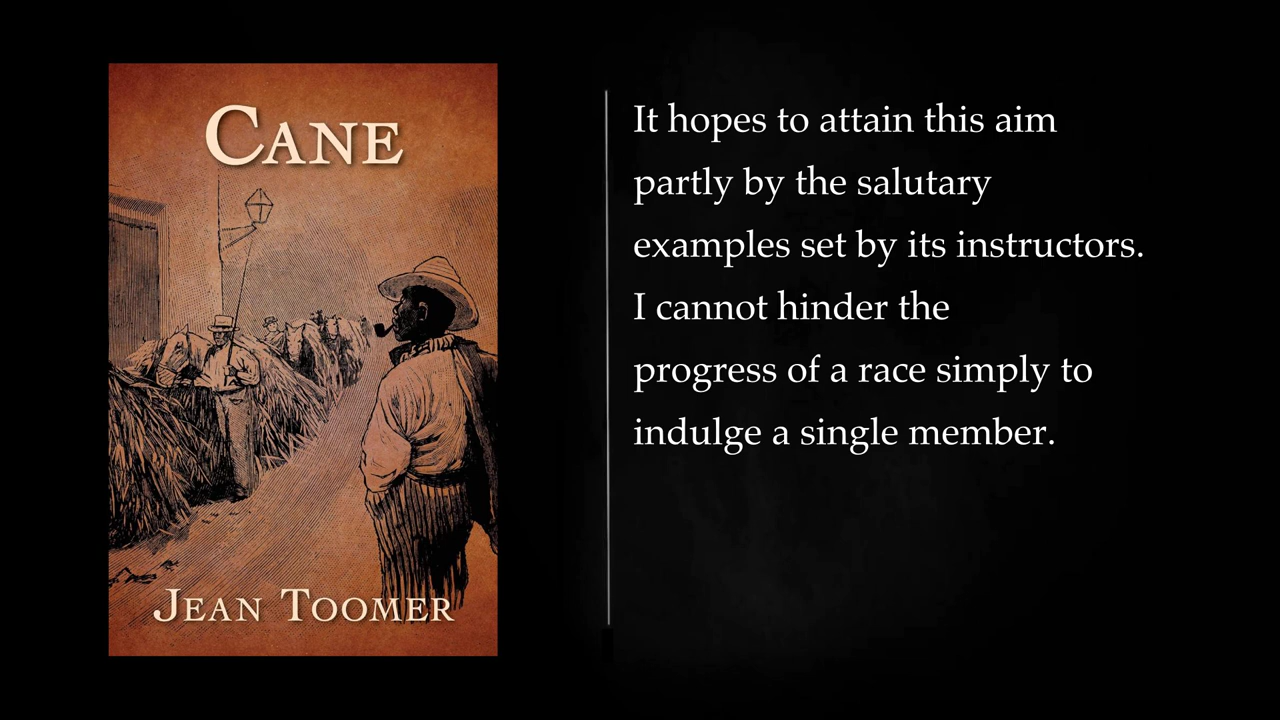 CANE
JEAN TOOMER
It hopes to attain this aim
partly by the salutary
examples set by its instructors.
I cannot hinder the
progress of a race simply to
indulge a single member.